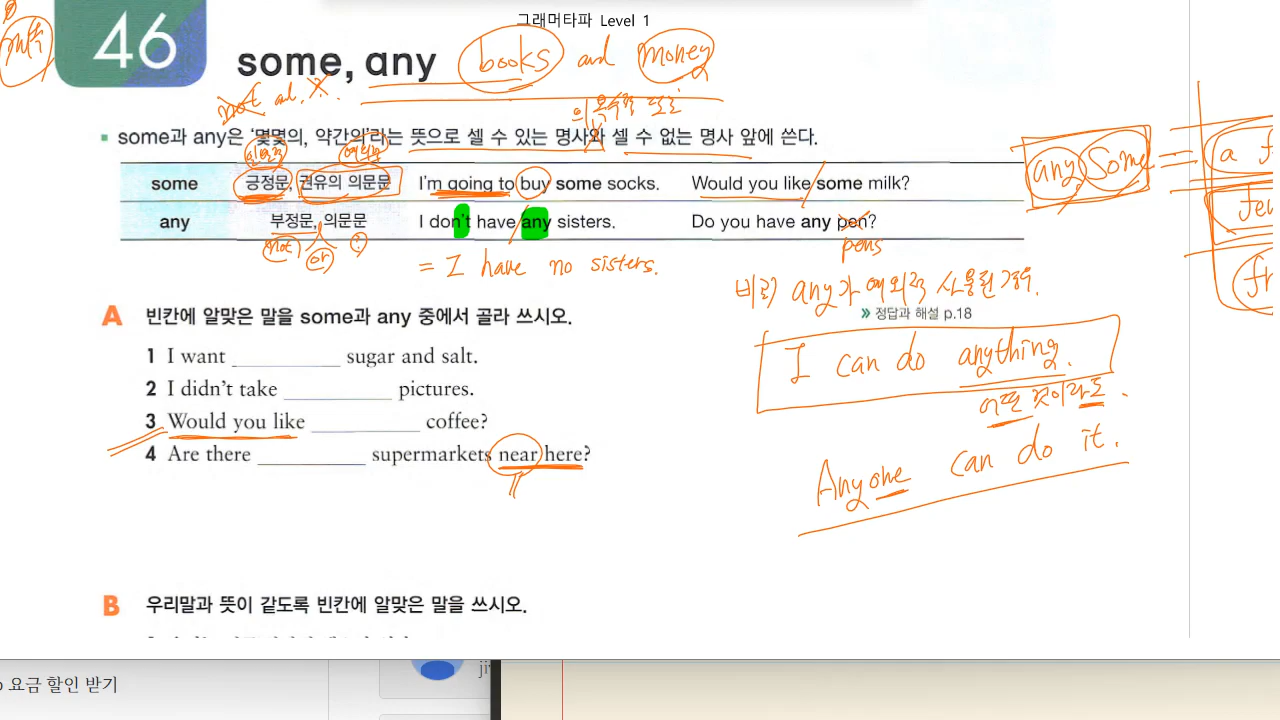 그래머타파 Level 1
46
some, any
books and money
not
■ some과 any은 '몇몇의, 약간의'라는 뜻으로 셀 수 있는 명사와 셀 수 없는 명사 앞에 쓴다.
any Some =
some 긍정문, 권유의 의문문 I'm going to buy some socks. Would you like some milk?
any 부정문, 의문문 I don't have any sisters. Do you have any pen?
not or ? pens
= I have no sisters.
any가 예외적 사용된 경우.
A 빈칸에 알맞은 말을 some과 any 중에서 골라 쓰시오.
» 정답과 해설 p.18
1 I want ________ sugar and salt.
I can do anything.
2 I didn't take ________ pictures.
어떤 것이라도.
3 Would you like ________ coffee?
4 Are there ________ supermarkets near here?
Anyone can do it.
B 우리말과 뜻이 같도록 빈칸에 알맞은 말을 쓰시오.
요금 할인 받기